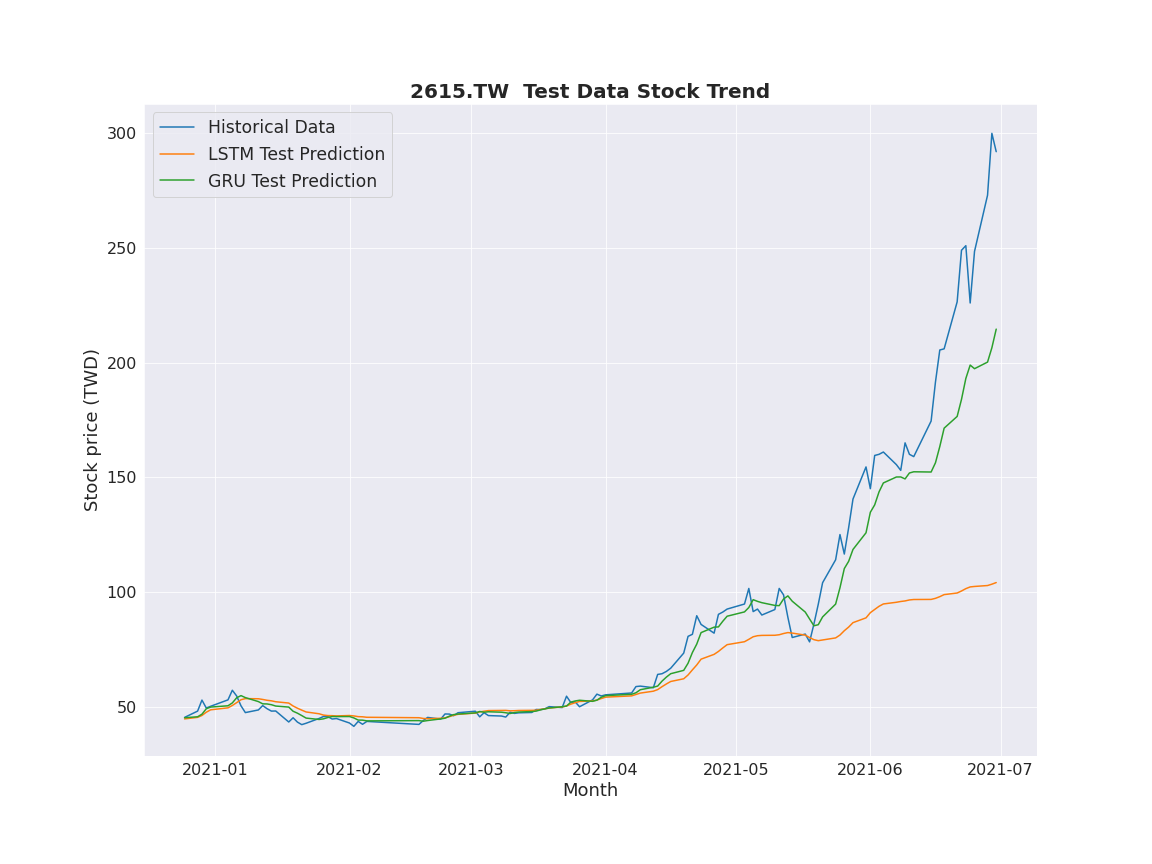 2615.TW  Test Data Stock Trend
Historical Data
LSTM Test Prediction
GRU Test Prediction
300
250
200
150
100
50
Stock price (TWD)
2021-01 2021-02 2021-03 2021-04 2021-05 2021-06 2021-07
Month